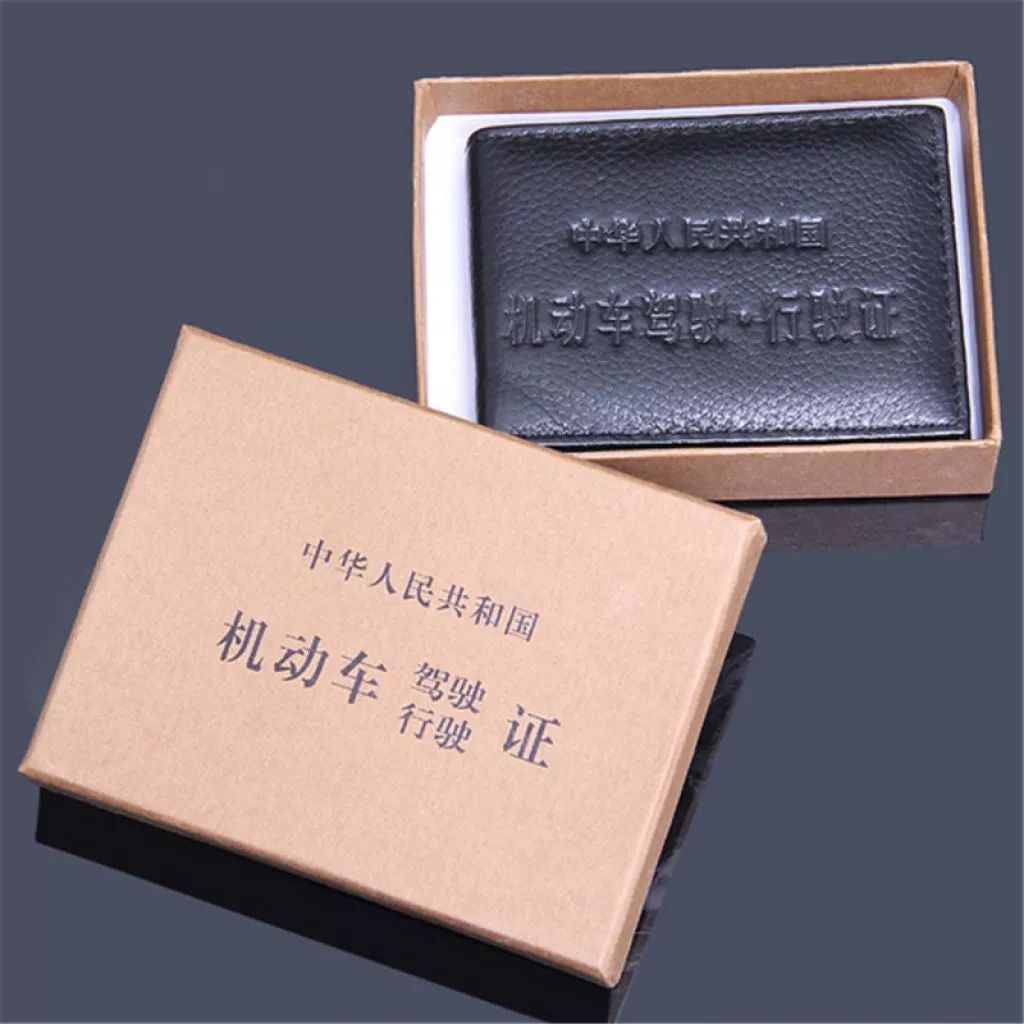 中华人民共和国
机动车驾驶·行驶证
中华人民共和国
机动车 驾驶 证
行驶